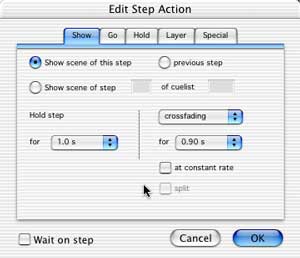 Edit Step Action
Show Go Hold Layer Special
Show scene of this step previous step
Show scene of step of cuelist
Hold step crossfading
for 1.0 s for 0.90 s
at constant rate
split
Wait on step Cancel OK